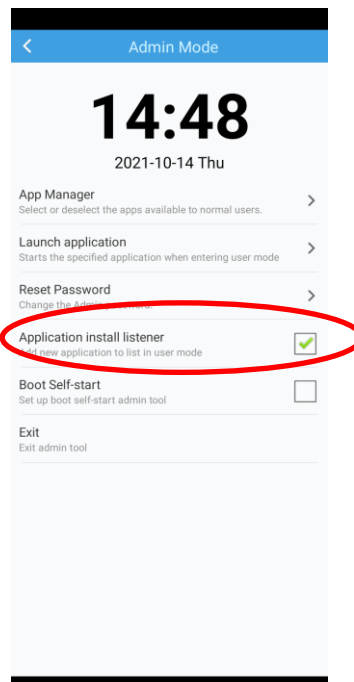 Admin Mode
14:48
2021-10-14 Thu
App Manager
Select or deselect the apps available to normal users.
Launch application
Starts the specified application when entering user mode
Reset Password
Change the Admin password.
Application install listener
Add new application to list in user mode
Boot Self-start
Set up boot self-start admin tool
Exit
Exit admin tool